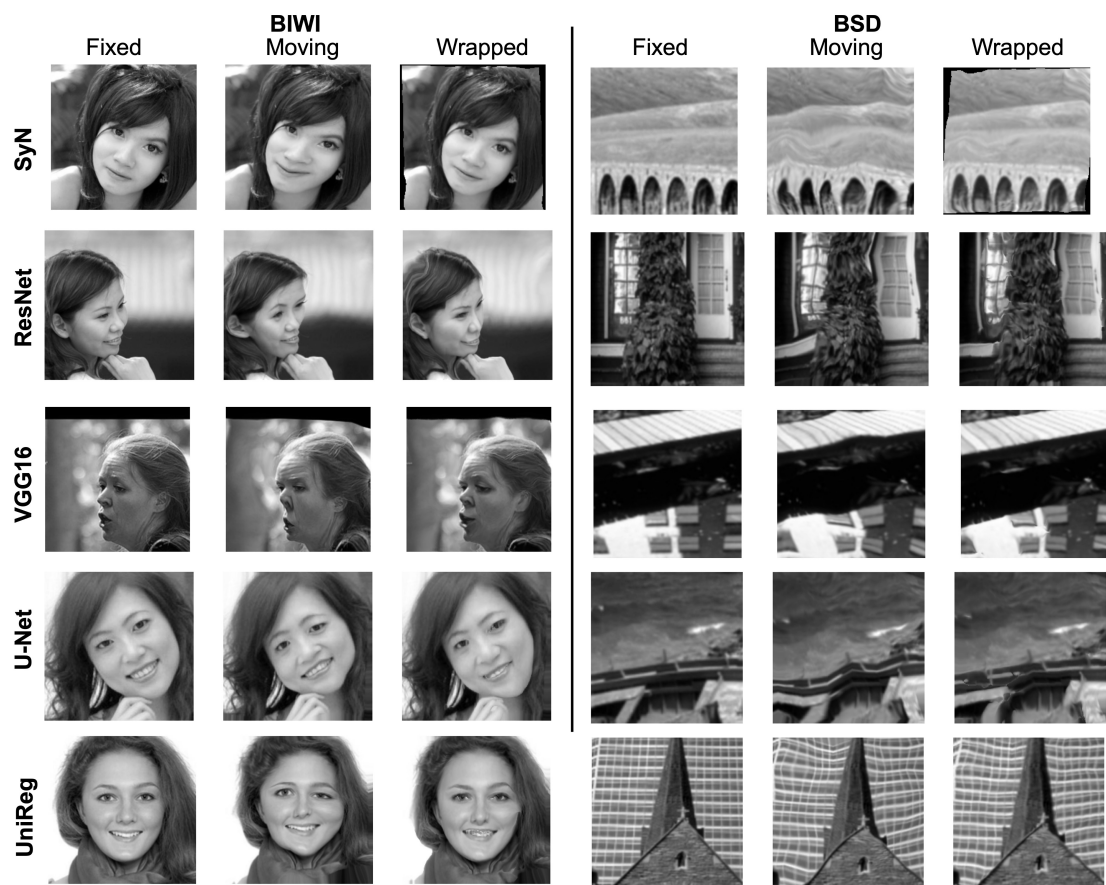 BIWI
BSD
Fixed
Moving
Wrapped
Fixed
Moving
Wrapped
SyN
ResNet
VGG16
U-Net
UniReg